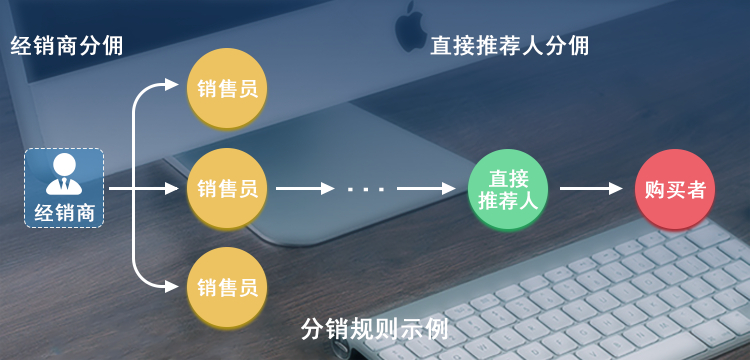 经销商分佣
直接推荐人分佣
销售员
经销商
销售员
...
直接
推荐人
购买者
销售员
分销规则示例